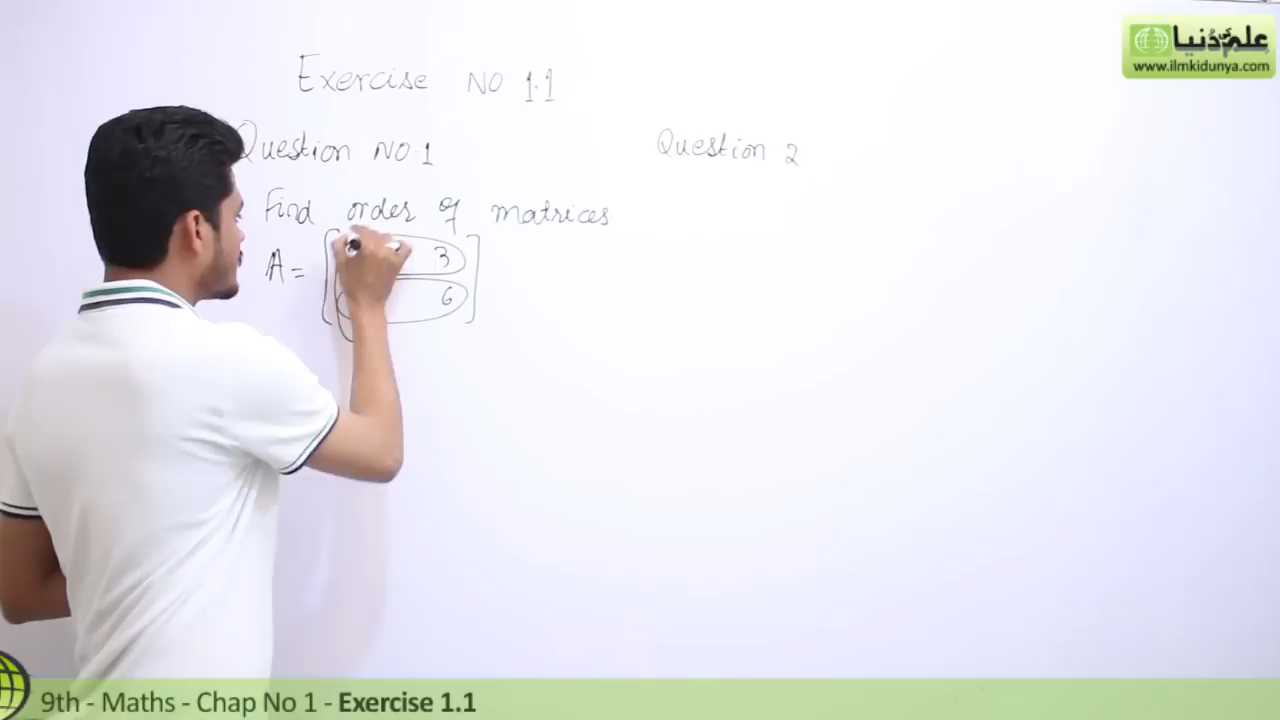 علم کی دنیا
www.ilmkidunya.com
Exercise NO 1.1
Question NO.1
Question.2
Find order of matrices
A = [ 3
6 ]
9th - Maths - Chap No 1 - Exercise 1.1